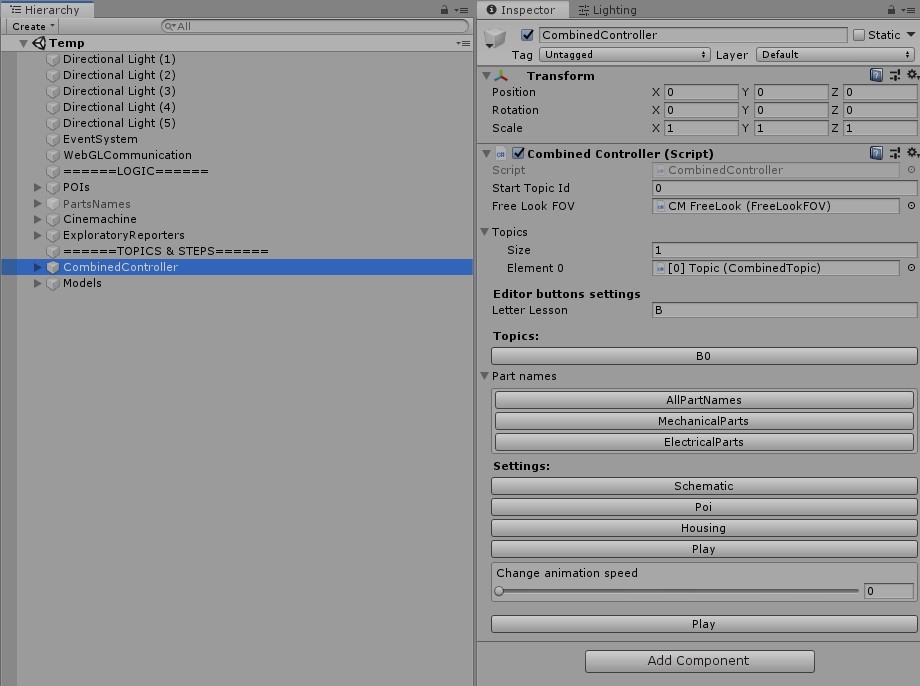 Hierarchy
Create
All
Temp
Directional Light (1)
Directional Light (2)
Directional Light (3)
Directional Light (4)
Directional Light (5)
EventSystem
WebGLCommunication
======LOGIC======
POIs
PartsNames
Cinemachine
ExploratoryReporters
======TOPICS & STEPS======
CombinedController
Models
Inspector Lighting
CombinedController Static
Tag Untagged Layer Default
Transform
Position X 0 Y 0 Z 0
Rotation X 0 Y 0 Z 0
Scale X 1 Y 1 Z 1
Combined Controller (Script)
Script CombinedController
Start Topic Id 0
Free Look FOV CM FreeLook (FreeLookFOV)
Topics
Size 1
Element 0 [0] Topic (CombinedTopic)
Editor buttons settings
Letter Lesson B
Topics:
B0
Part names
AllPartNames
MechanicalParts
ElectricalParts
Settings:
Schematic
Poi
Housing
Play
Change animation speed
0
Play
Add Component